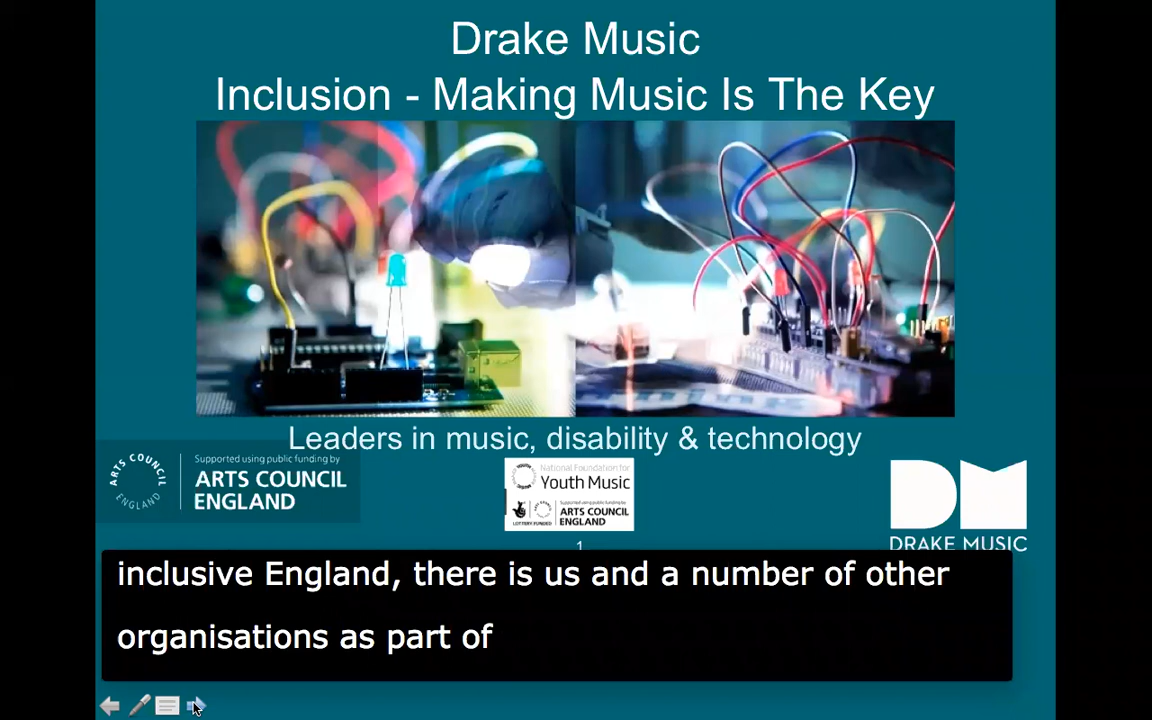 Drake Music
Inclusion - Making Music Is The Key
Leaders in music, disability & technology
ARTS COUNCIL
ENGLAND
Supported using public funding by
ARTS COUNCIL
ENGLAND
National Foundation for
Youth Music
LOTTERY FUNDED
Supported using public funding by
ARTS COUNCIL
ENGLAND
DM
DRAKE MUSIC
1
inclusive England, there is us and a number of other
organisations as part of